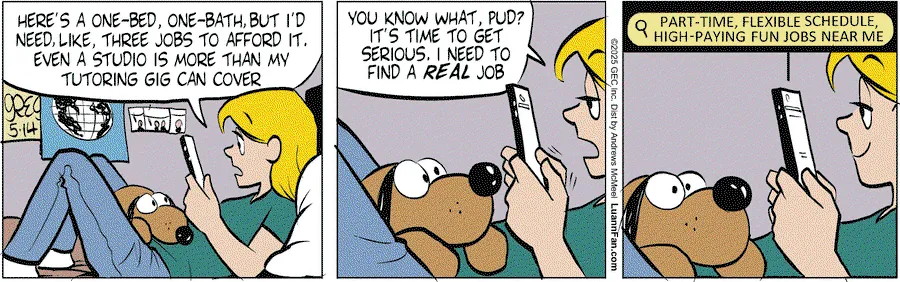 HERE'S A ONE-BED, ONE-BATH, BUT I'D
NEED, LIKE, THREE JOBS TO AFFORD IT.
EVEN A STUDIO IS MORE THAN MY
TUTORING GIG CAN COVER
GREG
5·14
YOU KNOW WHAT, PUD?
IT'S TIME TO GET
SERIOUS. I NEED TO
FIND A REAL JOB
©2025 GEC Inc. Dist by Andrews McMeel LuannFan.com
PART-TIME, FLEXIBLE SCHEDULE,
HIGH-PAYING FUN JOBS NEAR ME